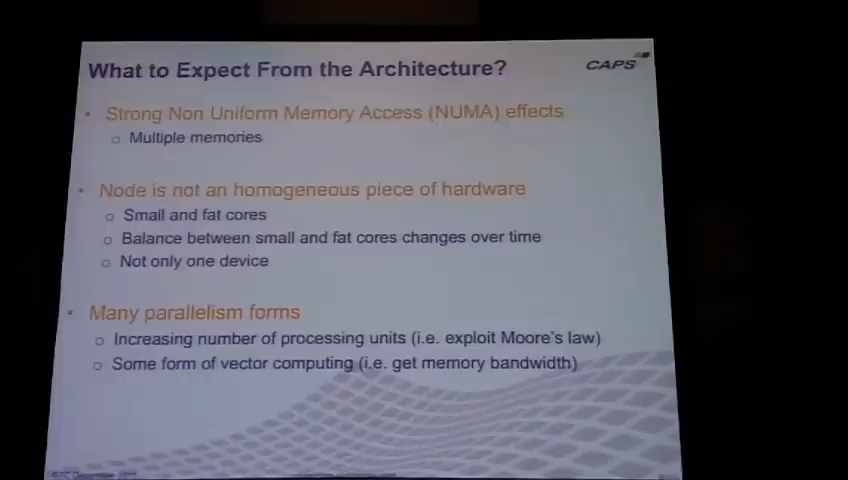 What to Expect From the Architecture?
CAPS
• Strong Non Uniform Memory Access (NUMA) effects
o Multiple memories
• Node is not an homogeneous piece of hardware
o Small and fat cores
o Balance between small and fat cores changes over time
o Not only one device
• Many parallelism forms
o Increasing number of processing units (i.e. exploit Moore's law)
o Some form of vector computing (i.e. get memory bandwidth)